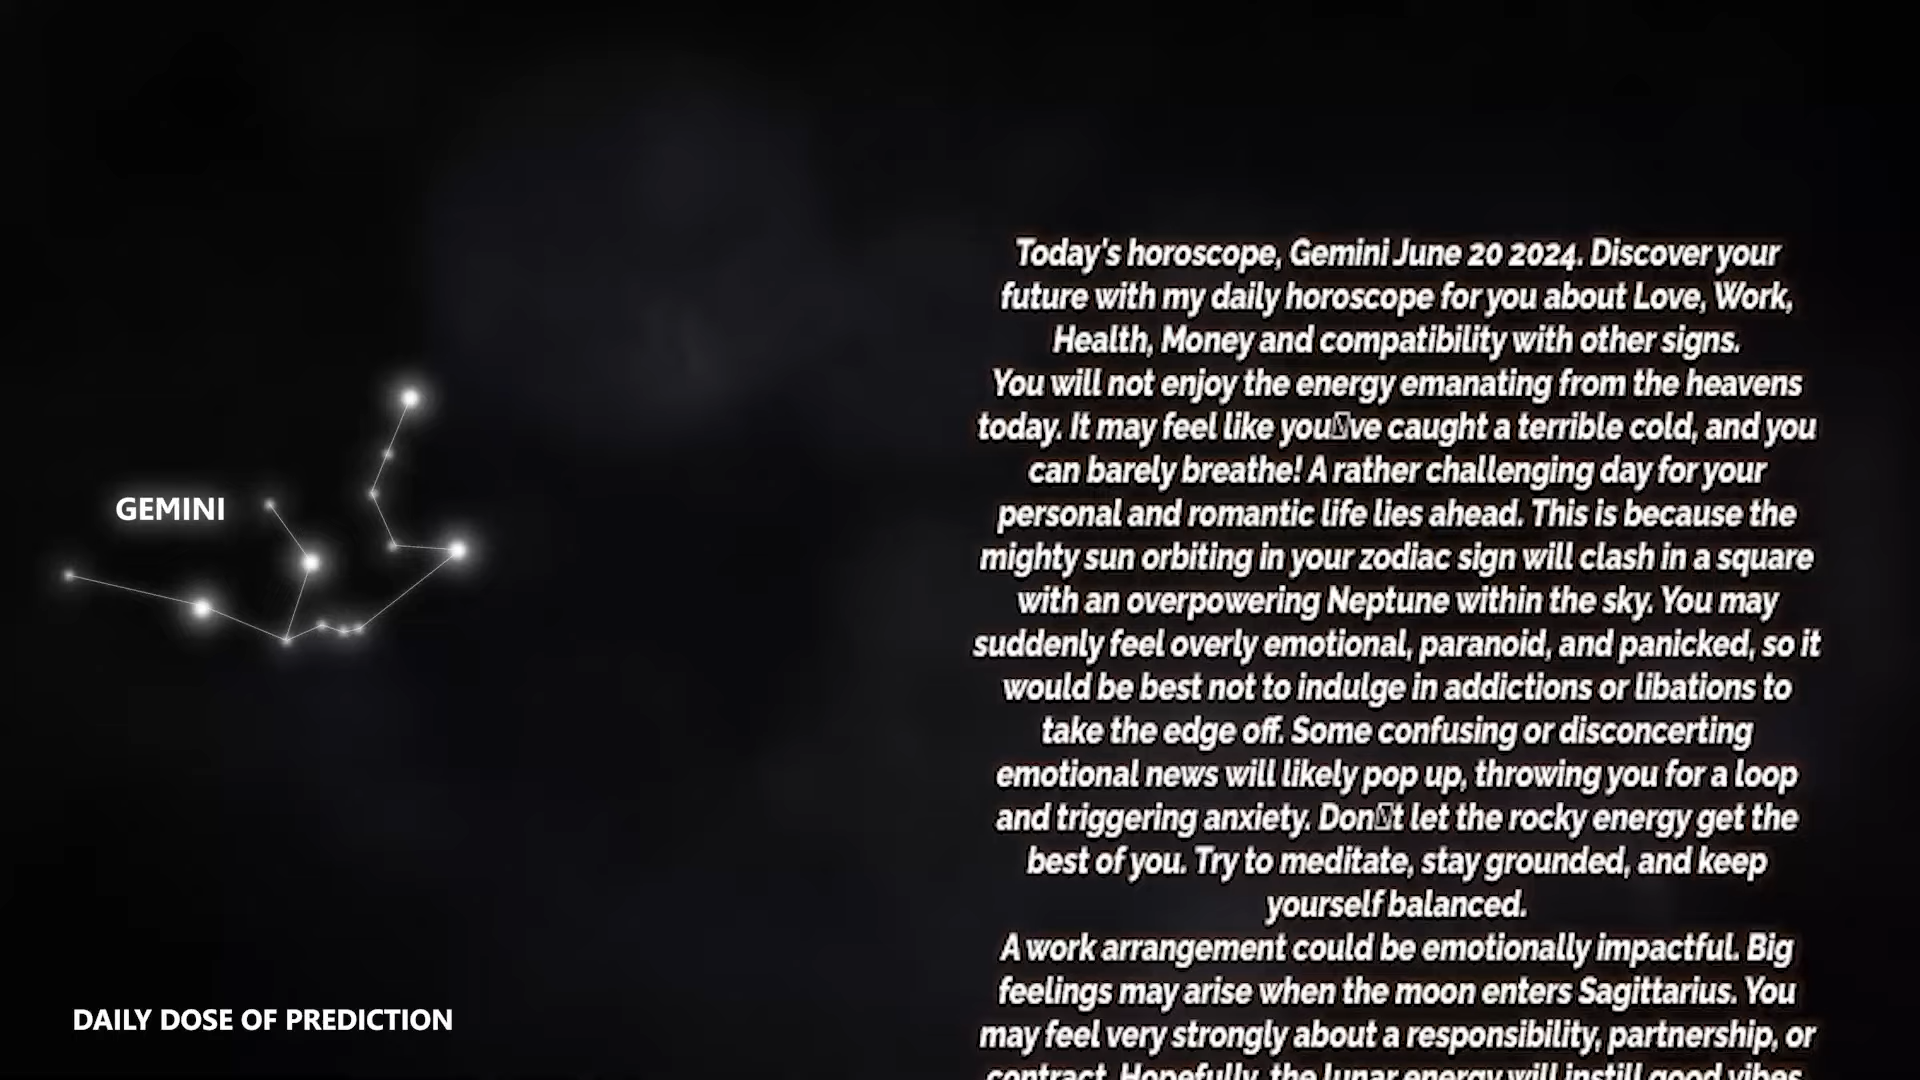 Today's horoscope, Gemini June 20 2024. Discover your
future with my daily horoscope for you about Love, Work,
Health, Money and compatibility with other signs.
You will not enjoy the energy emanating from the heavens
today. It may feel like you▯ve caught a terrible cold, and you
can barely breathe! A rather challenging day for your
personal and romantic life lies ahead. This is because the
mighty sun orbiting in your zodiac sign will clash in a square
with an overpowering Neptune within the sky. You may
suddenly feel overly emotional, paranoid, and panicked, so it
would be best not to indulge in addictions or libations to
take the edge off. Some confusing or disconcerting
emotional news will likely pop up, throwing you for a loop
and triggering anxiety. Don▯t let the rocky energy get the
best of you. Try to meditate, stay grounded, and keep
yourself balanced.
A work arrangement could be emotionally impactful. Big
feelings may arise when the moon enters Sagittarius. You
may feel very strongly about a responsibility, partnership, or
contract. Hopefully, the lunar energy will instill good vibes
GEMINI
DAILY DOSE OF PREDICTION